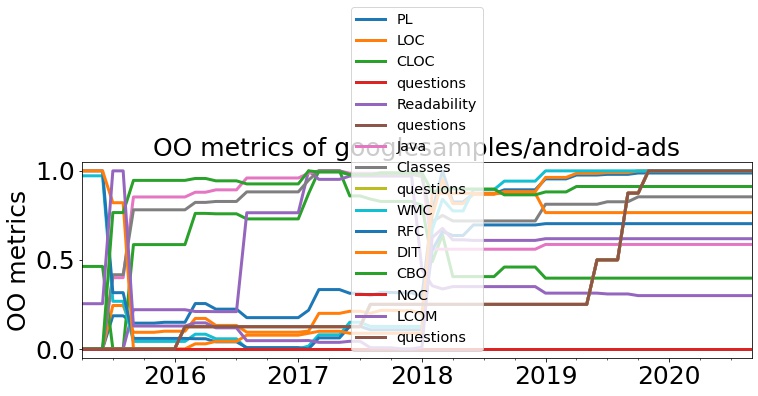 PL
LOC
CLOC
questions
Readability
questions
Java
Classes
questions
WMC
RFC
DIT
CBO
NOC
LCOM
questions
OO metrics of googlesamples/android-ads
OO metrics
1.0
0.5
0.0
2016 2017 2018 2019 2020